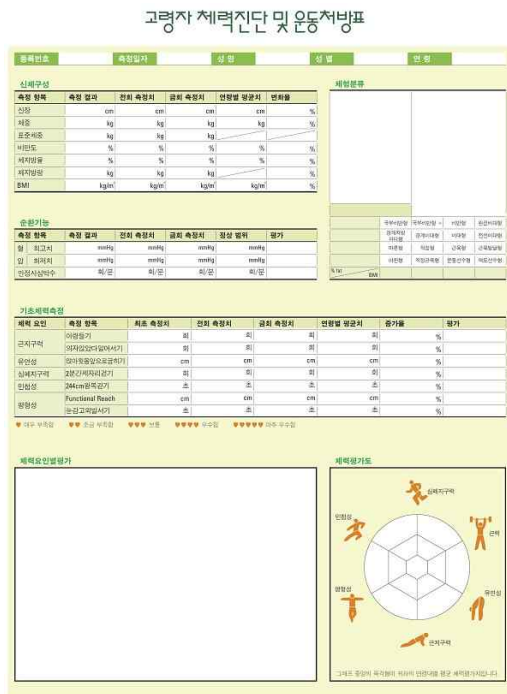 고령자 체력진단 및 운동처방표
등록번호 측정일자 성명 성별 연령
신체구성
측정 항목 측정 결과 전회 측정치 금회 측정치 연령별 평균치 변화율
신장 cm cm cm cm %
체중 kg kg kg kg %
표준체중 kg kg kg
비만도 % % % % %
체지방율 % % % % %
체지방량 kg kg kg %
BMI kg/m² kg/m² kg/m² kg/m² %
체형분류
% fat BMI
순환기능
측정 항목 측정 결과 전회 측정치 금회 측정치 정상 범위 평가
혈압 최고치 mmHg mmHg mmHg mmHg
최저치 mmHg mmHg mmHg mmHg
안정시심박수 회/분 회/분 회/분 회/분
기초체력측정
체력 요인 측정 항목 최초 측정치 전회 측정치 금회 측정치 연령별 평균치 증가율 평가
근지구력 아령들기 회 회 회 회 %
의자앉았다일어서기 회 회 회 회 %
유연성 앉아윗몸앞으로굽히기 cm cm cm cm %
심폐지구력 2분간제자리걷기 회 회 회 회 %
민첩성 244cm왕복걷기 초 초 초 초 %
평형성 Functional Reach cm cm cm cm %
눈감고외발서기 초 초 초 초 %
♥ 매우 부족함 ♥♥ 조금 부족함 ♥♥♥ 보통 ♥♥♥♥ 우수함 ♥♥♥♥♥ 아주 우수함
체력요인별평가
체력평가도
심폐지구력
민첩성
근력
평형성
유연성
근지구력